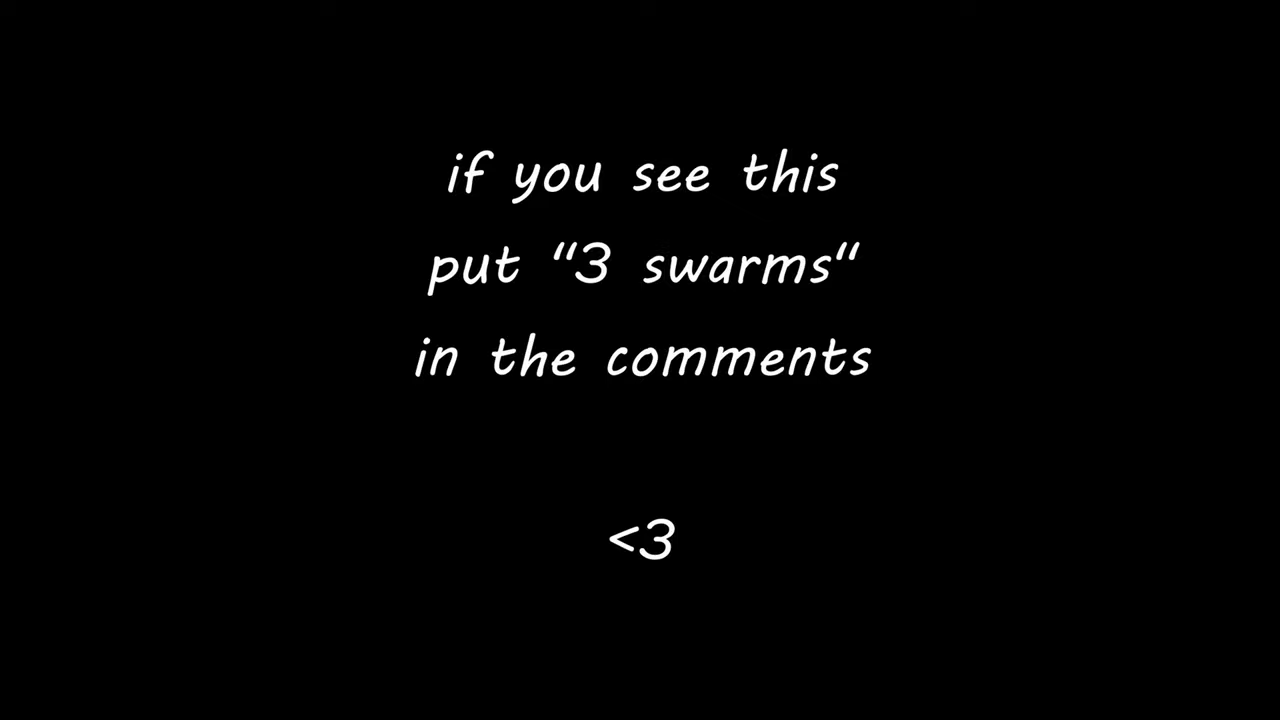 if you see this
put "3 swarms"
in the comments
<3